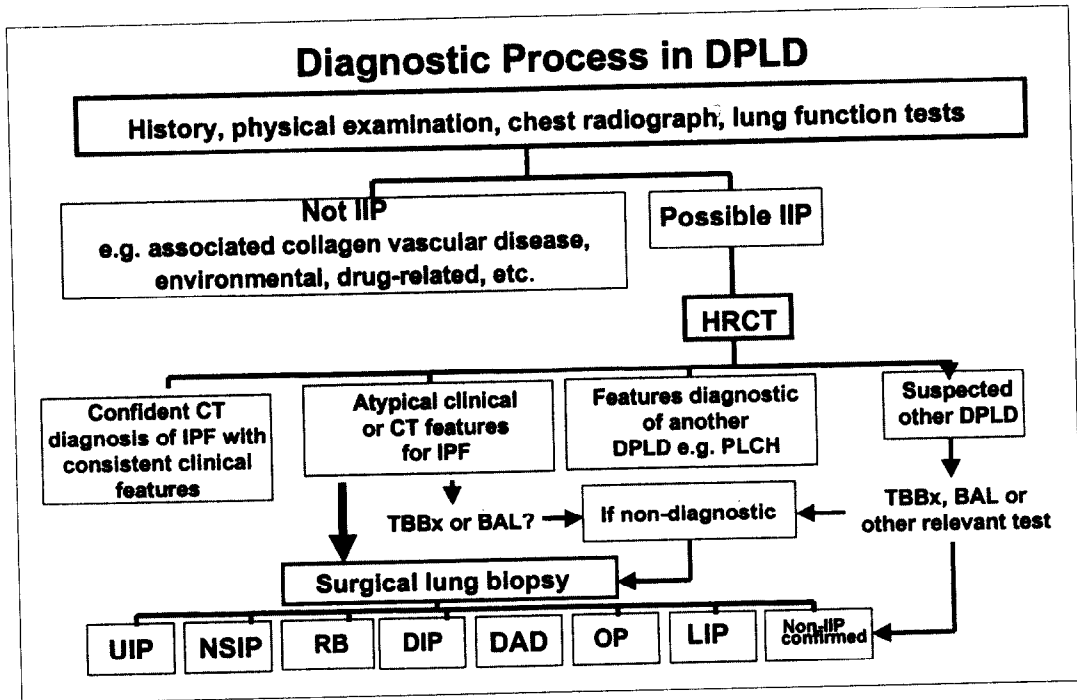 Diagnostic Process in DPLD
History, physical examination, chest radiograph, lung function tests
Not IIP
e.g. associated collagen vascular disease,
environmental, drug-related, etc.
Possible IIP
HRCT
Confident CT
diagnosis of IPF with
consistent clinical
features
Atypical clinical
or CT features
for IPF
Features diagnostic
of another
DPLD e.g. PLCH
Suspected
other DPLD
TBBx or BAL?
If non-diagnostic
TBBx, BAL or
other relevant test
Surgical lung biopsy
UIP
NSIP
RB
DIP
DAD
OP
LIP
Non-IIP
confirmed